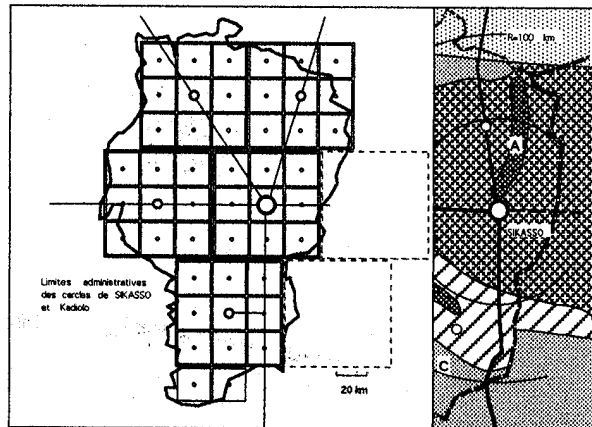 Limites administratives
des cercles de SIKASSO
et Kadiolo
20 km
R=100 km
A
SIKASSO
C